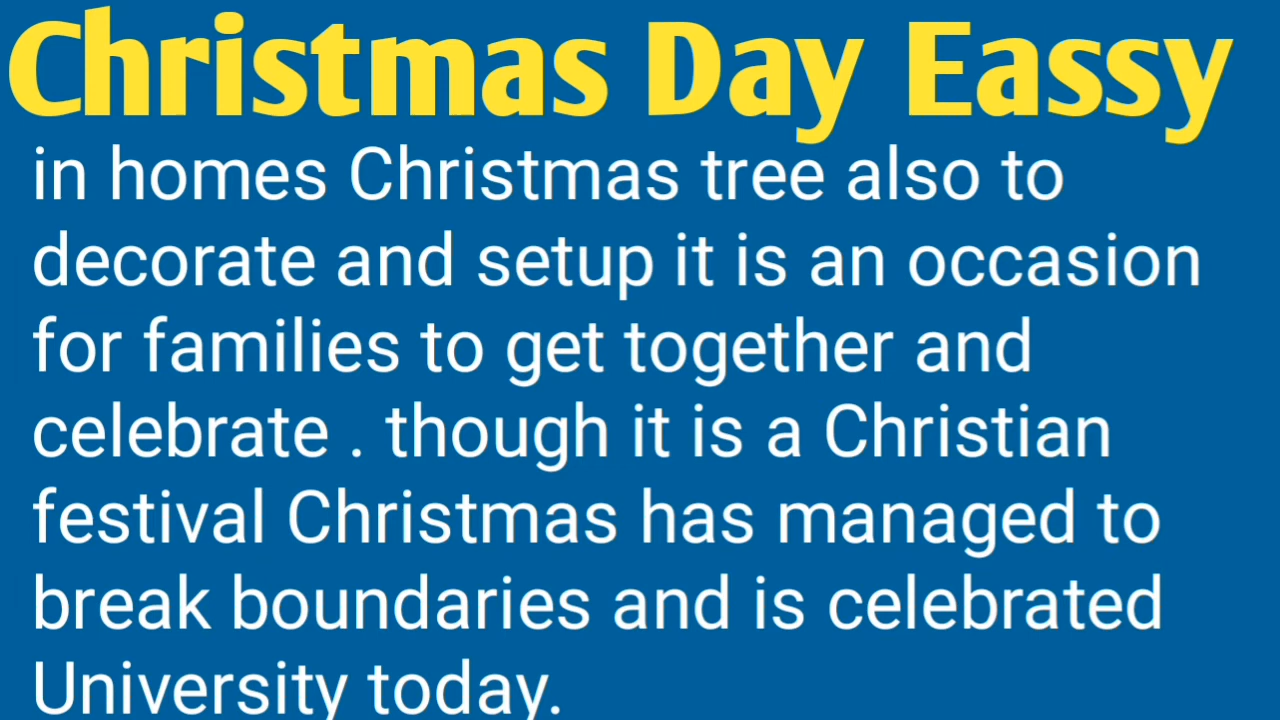 Christmas Day Eassy
in homes Christmas tree also to
decorate and setup it is an occasion
for families to get together and
celebrate . though it is a Christian
festival Christmas has managed to
break boundaries and is celebrated
University today.